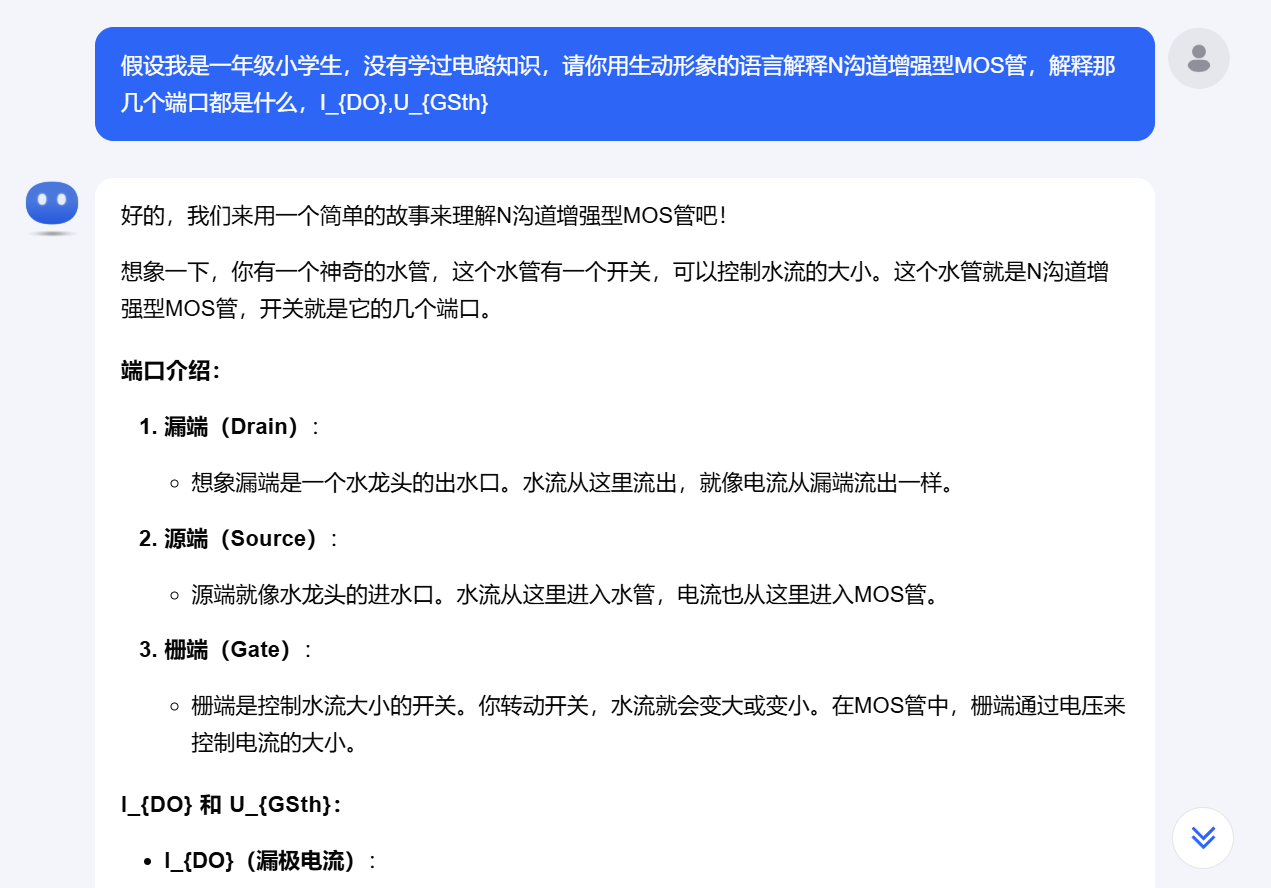 假设我是一年级小学生，没有学过电路知识，请你用生动形象的语言解释N沟道增强型MOS管，解释那
几个端口都是什么，I_{DO},U_{GSth}
好的，我们来用一个简单的故事来理解N沟道增强型MOS管吧！
想象一下，你有一个神奇的水管，这个水管有一个开关，可以控制水流的大小。这个水管就是N沟道增
强型MOS管，开关就是它的几个端口。
端口介绍：
1. 漏端（Drain）：
◦ 想象漏端是一个水龙头的出水口。水流从这里流出，就像电流从漏端流出一样。
2. 源端（Source）：
◦ 源端就像水龙头的进水口。水流从这里进入水管，电流也从这里进入MOS管。
3. 栅端（Gate）：
◦ 栅端是控制水流大小的开关。你转动开关，水流就会变大或变小。在MOS管中，栅端通过电压来
控制电流的大小。
I_{DO} 和 U_{GSth}：
• I_{DO}（漏极电流）：